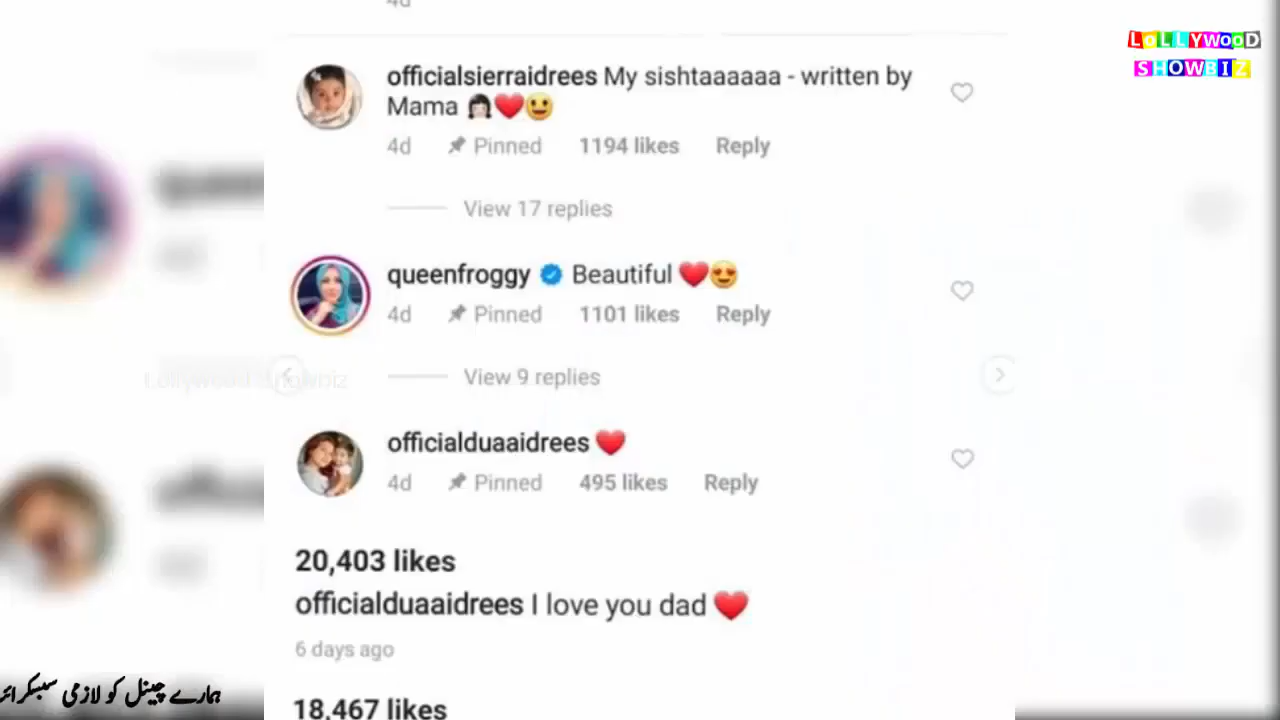 4d
LOLLYWOOD
SHOWBIZ
officialsierraidrees My sishtaaaaaa - written by
Mama 👧🏻❤️😃
4d Pinned 1194 likes Reply
View 17 replies
queenfroggy Beautiful ❤️😍
4d Pinned 1101 likes Reply
Lollywood Showbiz
View 9 replies
officialduaaidrees ❤️
4d Pinned 495 likes Reply
20,403 likes
officialduaaidrees I love you dad ❤️
6 days ago
ہمارے چینل کو لازمی سبسکرائب
18,467 likes